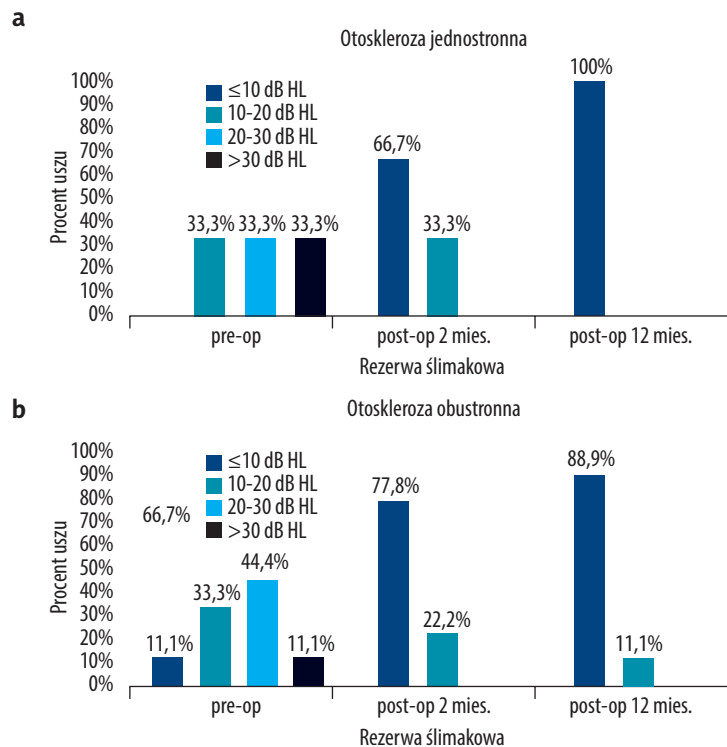 a
Otoskleroza jednostronna
Procent uszu
100%
90%
80%
70%
60%
50%
40%
30%
20%
10%
0%
≤10 dB HL
10-20 dB HL
20-30 dB HL
>30 dB HL
33,3% 33,3% 33,3%
66,7%
33,3%
100%
pre-op
post-op 2 mies.
post-op 12 mies.
Rezerwa ślimakowa
b
Otoskleroza obustronna
Procent uszu
100%
90%
80%
70%
60%
50%
40%
30%
20%
10%
0%
≤10 dB HL
10-20 dB HL
20-30 dB HL
>30 dB HL
66,7%
11,1%
33,3%
44,4%
11,1%
77,8%
22,2%
88,9%
11,1%
pre-op
post-op 2 mies.
post-op 12 mies.
Rezerwa ślimakowa